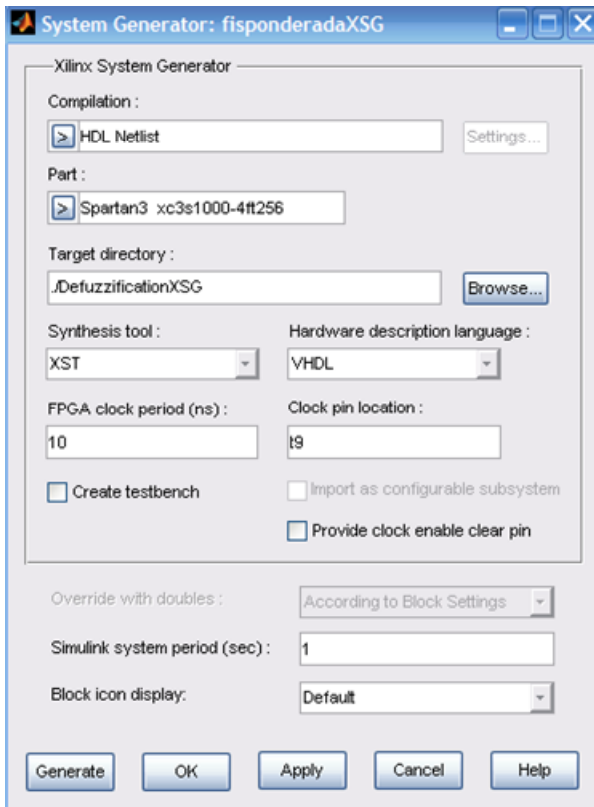 System Generator: fisponderadaXSG
Xilinx System Generator
Compilation :
> HDL Netlist
Settings...
Part :
> Spartan3 xc3s1000-4ft256
Target directory :
./DefuzzificationXSG
Browse...
Synthesis tool :
Hardware description language :
XST
VHDL
FPGA clock period (ns) :
Clock pin location :
10
t9
Create testbench
Import as configurable subsystem
Provide clock enable clear pin
Override with doubles :
According to Block Settings
Simulink system period (sec) :
1
Block icon display:
Default
Generate
OK
Apply
Cancel
Help